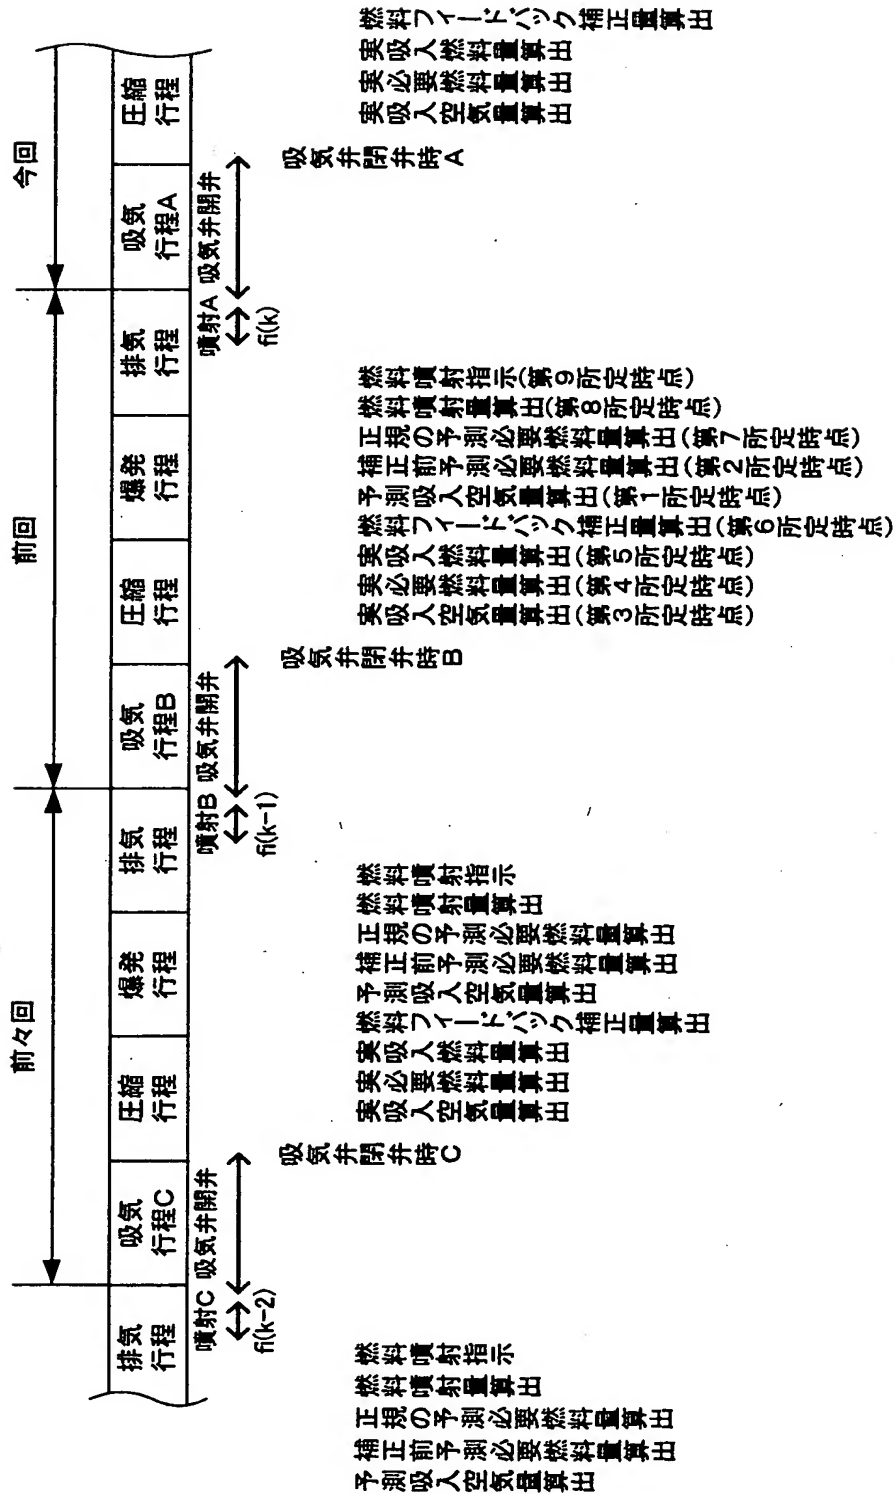 前々回
前回
今回
排気
行程
吸気
行程C
圧縮
行程
爆発
行程
排気
行程
吸気
行程B
圧縮
行程
爆発
行程
排気
行程
吸気
行程A
圧縮
行程
噴射C
吸気弁開弁
噴射B
吸気弁開弁
噴射A
吸気弁開弁
fi(k-2)
fi(k-1)
fi(k)
吸気弁閉弁時C
吸気弁閉弁時B
吸気弁閉弁時A
予測吸入空気量算出
補正前予測必要燃料量算出
正規の予測必要燃料量算出
燃料噴射量算出
燃料噴射指示
実吸入空気量算出
実必要燃料量算出
実吸入燃料量算出
燃料フィードバック補正量算出
予測吸入空気量算出
補正前予測必要燃料量算出
正規の予測必要燃料量算出
燃料噴射量算出
燃料噴射指示
実吸入空気量算出(第3所定時点)
実必要燃料量算出(第4所定時点)
実吸入燃料量算出(第5所定時点)
燃料フィードバック補正量算出(第6所定時点)
予測吸入空気量算出(第1所定時点)
補正前予測必要燃料量算出(第2所定時点)
正規の予測必要燃料量算出(第7所定時点)
燃料噴射量算出(第8所定時点)
燃料噴射指示(第9所定時点)
実吸入空気量算出
実必要燃料量算出
実吸入燃料量算出
燃料フィードバック補正量算出